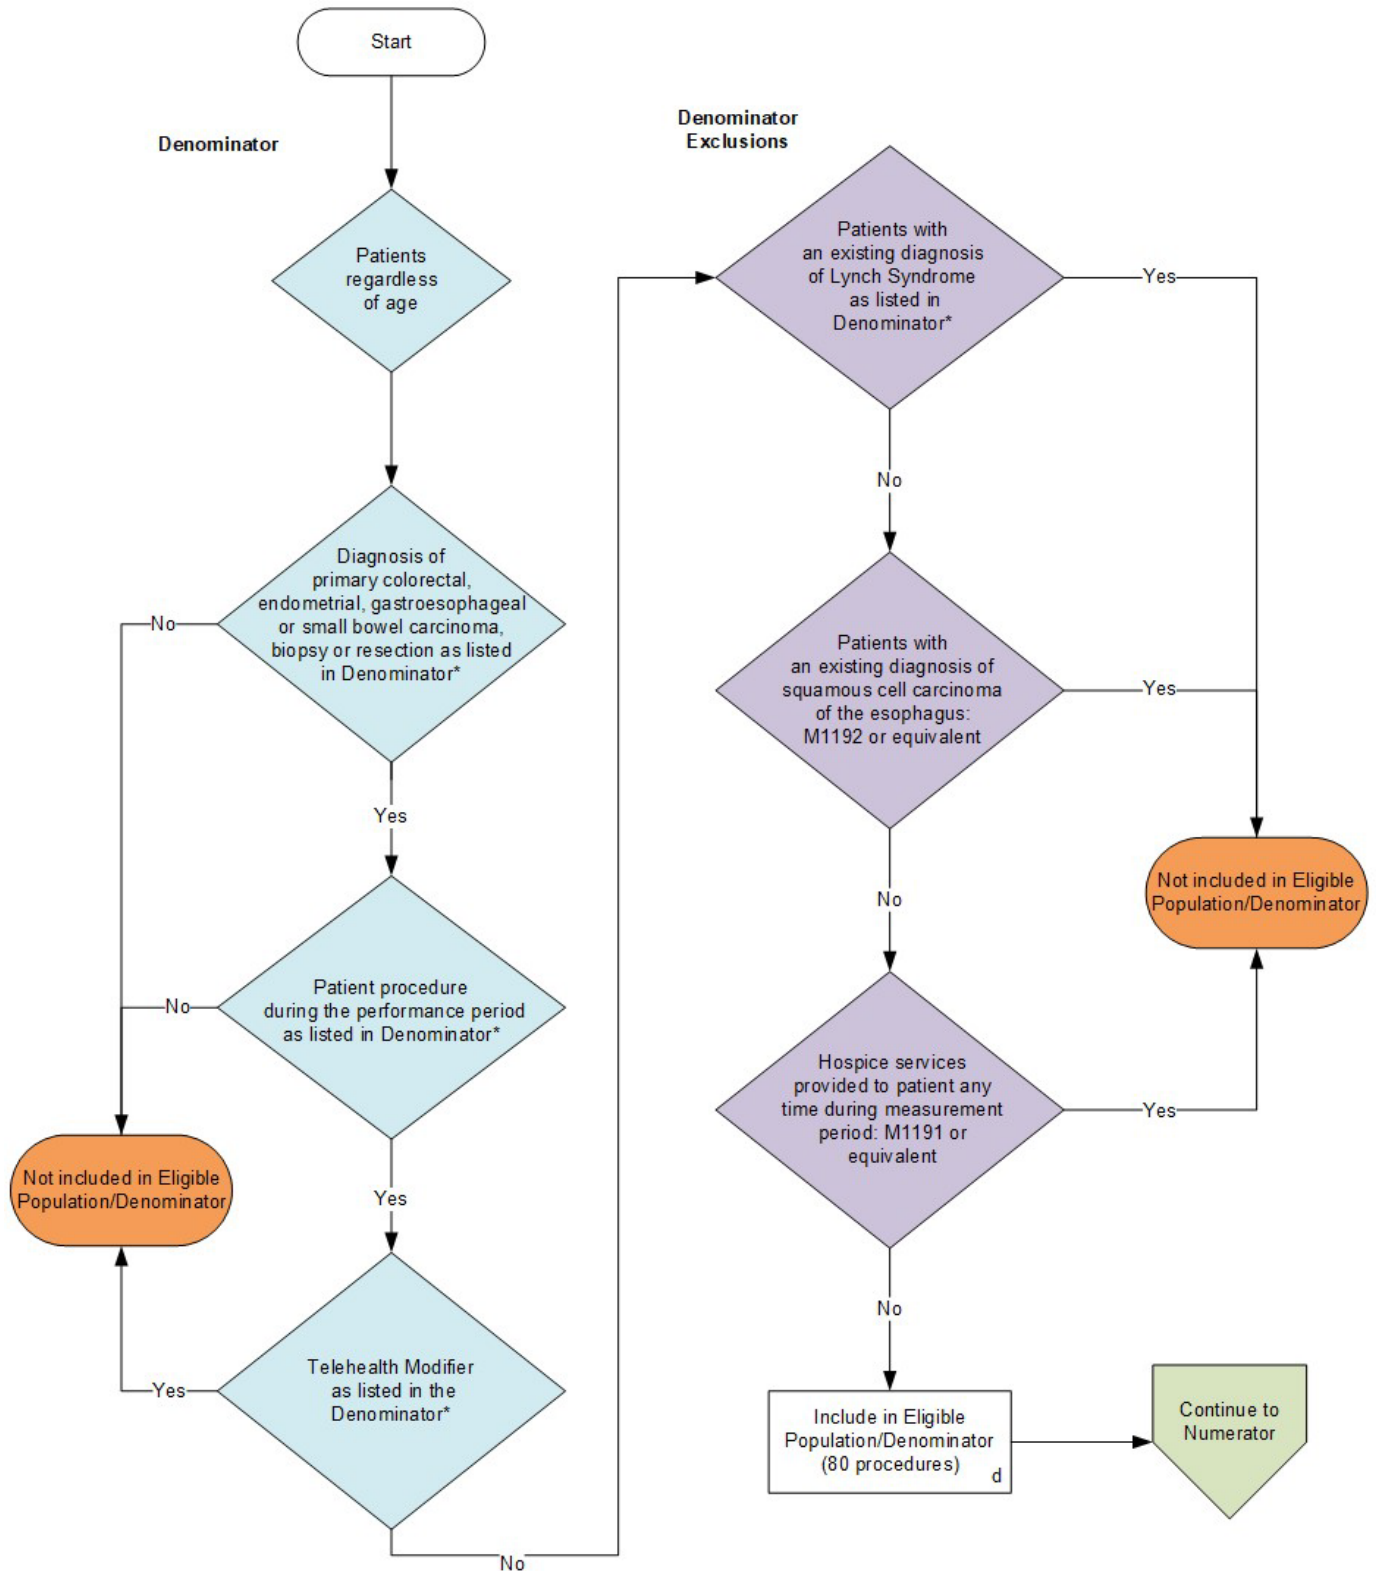 Start
Denominator
Patients
regardless
of age
Diagnosis of
primary colorectal,
endometrial, gastroesophageal
or small bowel carcinoma,
biopsy or resection as listed
in Denominator*
No
Yes
Patient procedure
during the performance period
as listed in Denominator*
No
Yes
Not included in Eligible
Population/Denominator
Telehealth Modifier
as listed in the
Denominator*
Yes
No
Denominator
Exclusions
Patients with
an existing diagnosis
of Lynch Syndrome
as listed in
Denominator*
Yes
No
Patients with
an existing diagnosis of
squamous cell carcinoma
of the esophagus:
M1192 or equivalent
Yes
No
Not included in Eligible
Population/Denominator
Hospice services
provided to patient any
time during measurement
period: M1191 or
equivalent
Yes
No
Include in Eligible
Population/Denominator
(80 procedures)
d
Continue to
Numerator